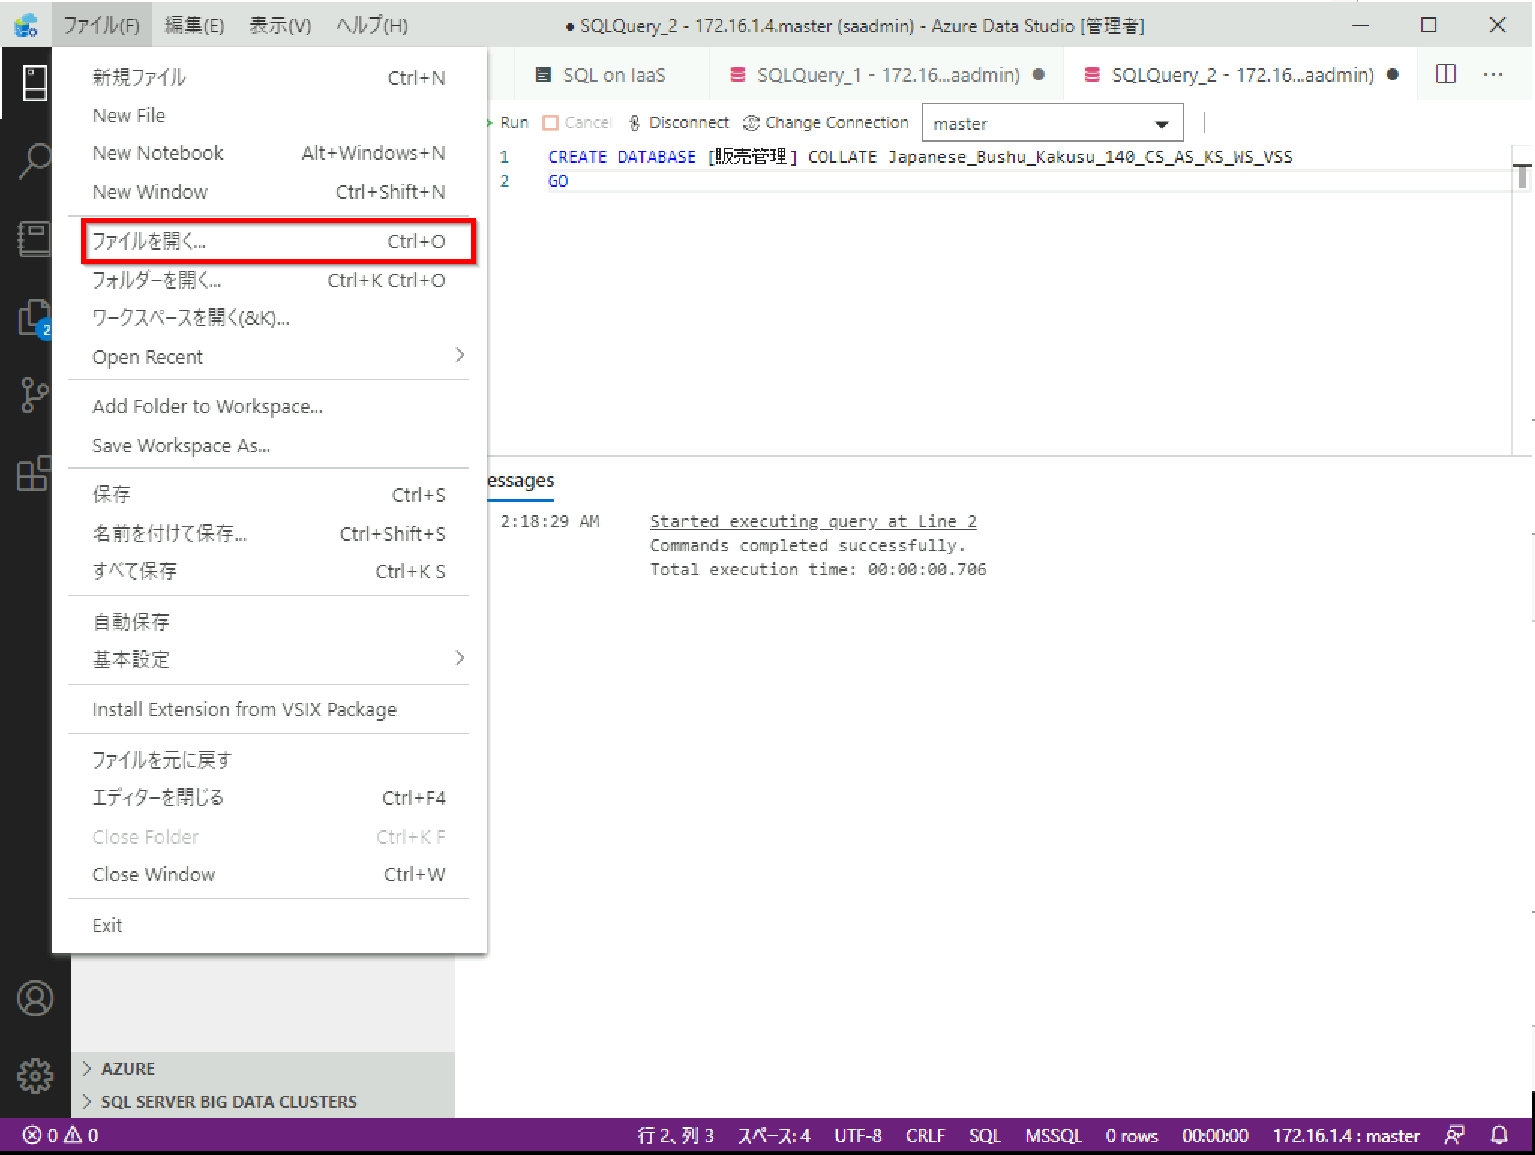 ファイル(F) 編集(E) 表示(V) ヘルプ(H) ● SQLQuery_2 - 172.16.1.4.master (saadmin) - Azure Data Studio [管理者]
新規ファイル Ctrl+N
New File
New Notebook Alt+Windows+N
New Window Ctrl+Shift+N
ファイルを開く... Ctrl+O
フォルダーを開く... Ctrl+K Ctrl+O
ワークスペースを開く(&K)...
Open Recent
Add Folder to Workspace...
Save Workspace As...
保存 Ctrl+S
名前を付けて保存... Ctrl+Shift+S
すべて保存 Ctrl+K S
自動保存
基本設定
Install Extension from VSIX Package
ファイルを元に戻す
エディターを閉じる Ctrl+F4
Close Folder Ctrl+K F
Close Window Ctrl+W
Exit
2
SQL on IaaS SQLQuery_1 - 172.16...aadmin) ● SQLQuery_2 - 172.16...aadmin) ● ...
Run Cancel Disconnect Change Connection master
1 CREATE DATABASE [販売管理] COLLATE Japanese_Bushu_Kakusu_140_CS_AS_KS_WS_VSS
2 GO
essages
2:18:29 AM Started executing query at Line 2
Commands completed successfully.
Total execution time: 00:00:00.706
AZURE
SQL SERVER BIG DATA CLUSTERS
0 0 行 2、列 3 スペース: 4 UTF-8 CRLF SQL MSSQL 0 rows 00:00:00 172.16.1.4 : master